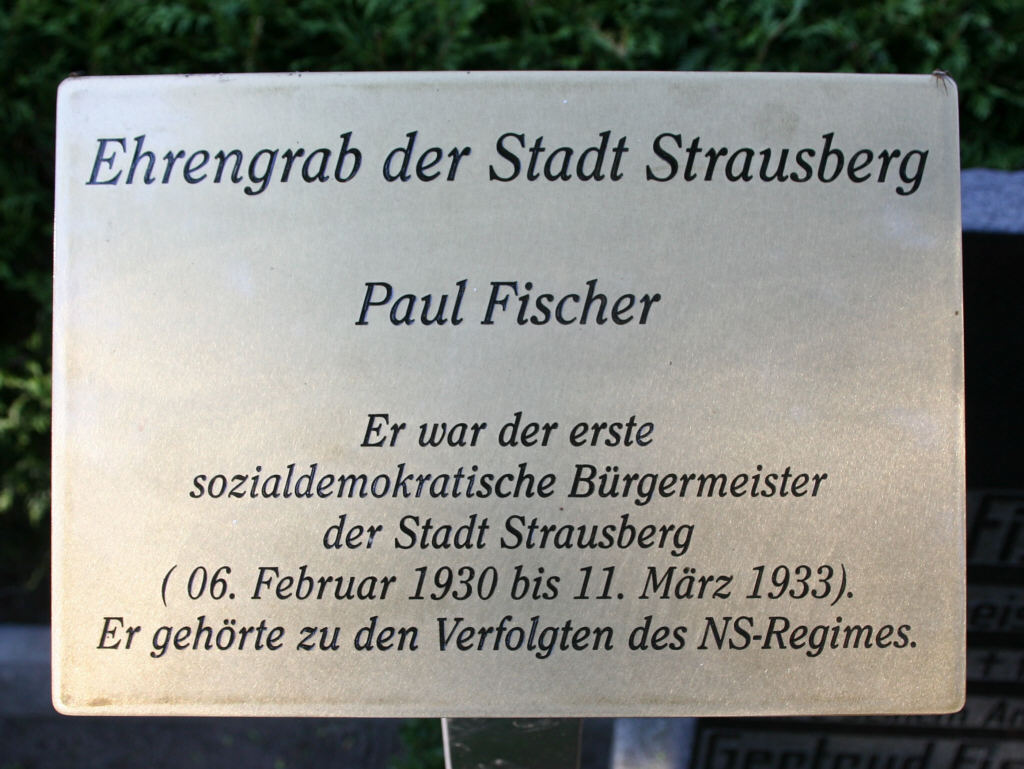 Ehrengrab der Stadt Strausberg
Paul Fischer
Er war der erste
sozialdemokratische Bürgermeister
der Stadt Strausberg
( 06. Februar 1930 bis 11. März 1933).
Er gehörte zu den Verfolgten des NS-Regimes.
Gertrud